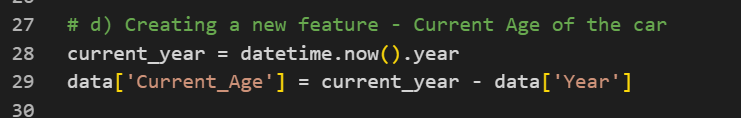 27 # d) Creating a new feature - Current Age of the car
28 current_year = datetime.now().year
29 data['Current_Age'] = current_year - data['Year']
30